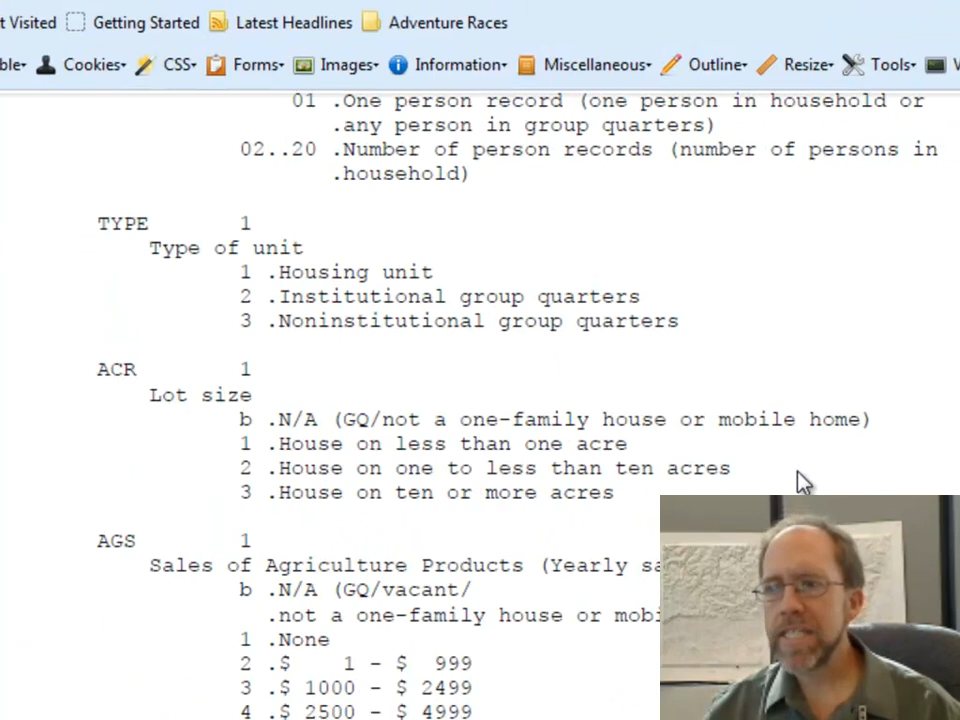 t Visited Getting Started Latest Headlines Adventure Races
ble Cookies CSS Forms Images Information Miscellaneous Outline Resize Tools
01 .One person record (one person in household or
.any person in group quarters)
02..20 .Number of person records (number of persons in
.household)
TYPE 1
Type of unit
1 .Housing unit
2 .Institutional group quarters
3 .Noninstitutional group quarters
ACR 1
Lot size
b .N/A (GQ/not a one-family house or mobile home)
1 .House on less than one acre
2 .House on one to less than ten acres
3 .House on ten or more acres
AGS 1
Sales of Agriculture Products (Yearly sa
b .N/A (GQ/vacant/
.not a one-family house or mobi
1 .None
2 .$ 1 - $ 999
3 .$ 1000 - $ 2499
4 .$ 2500 - $ 4999